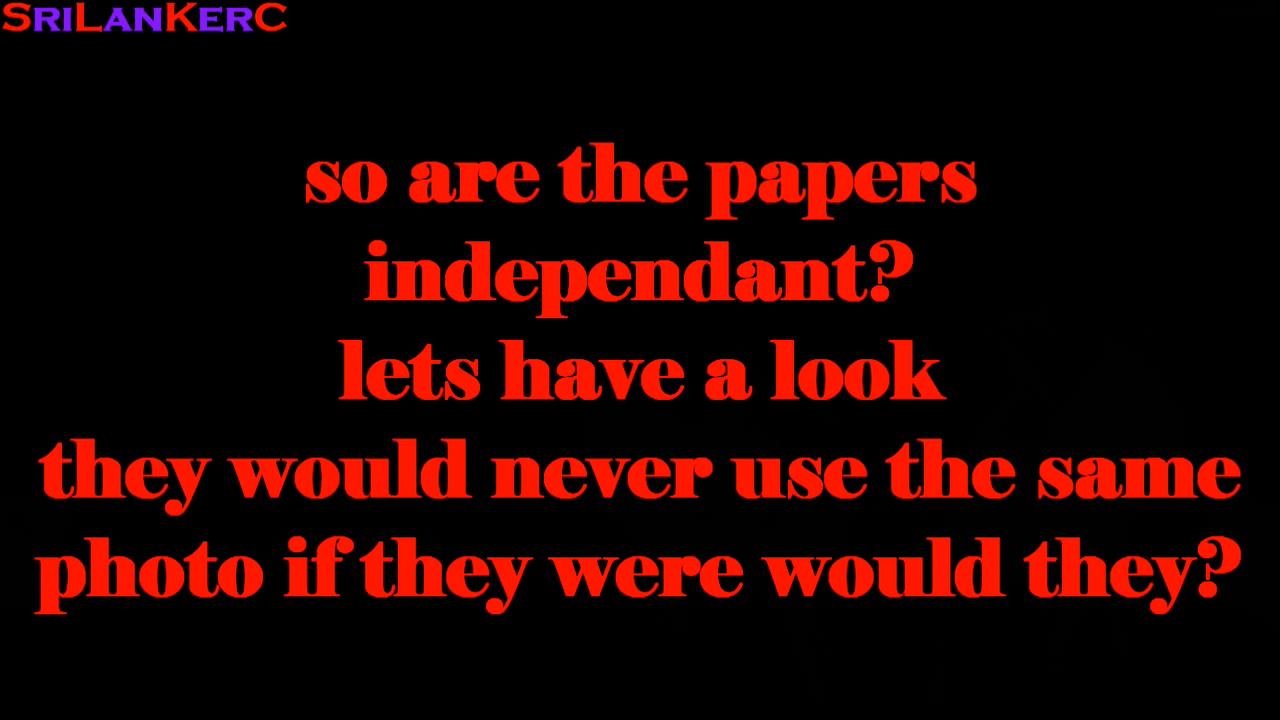 SriLanKerC
so are the papers
independant?
lets have a look
they would never use the same
photo if they were would they?